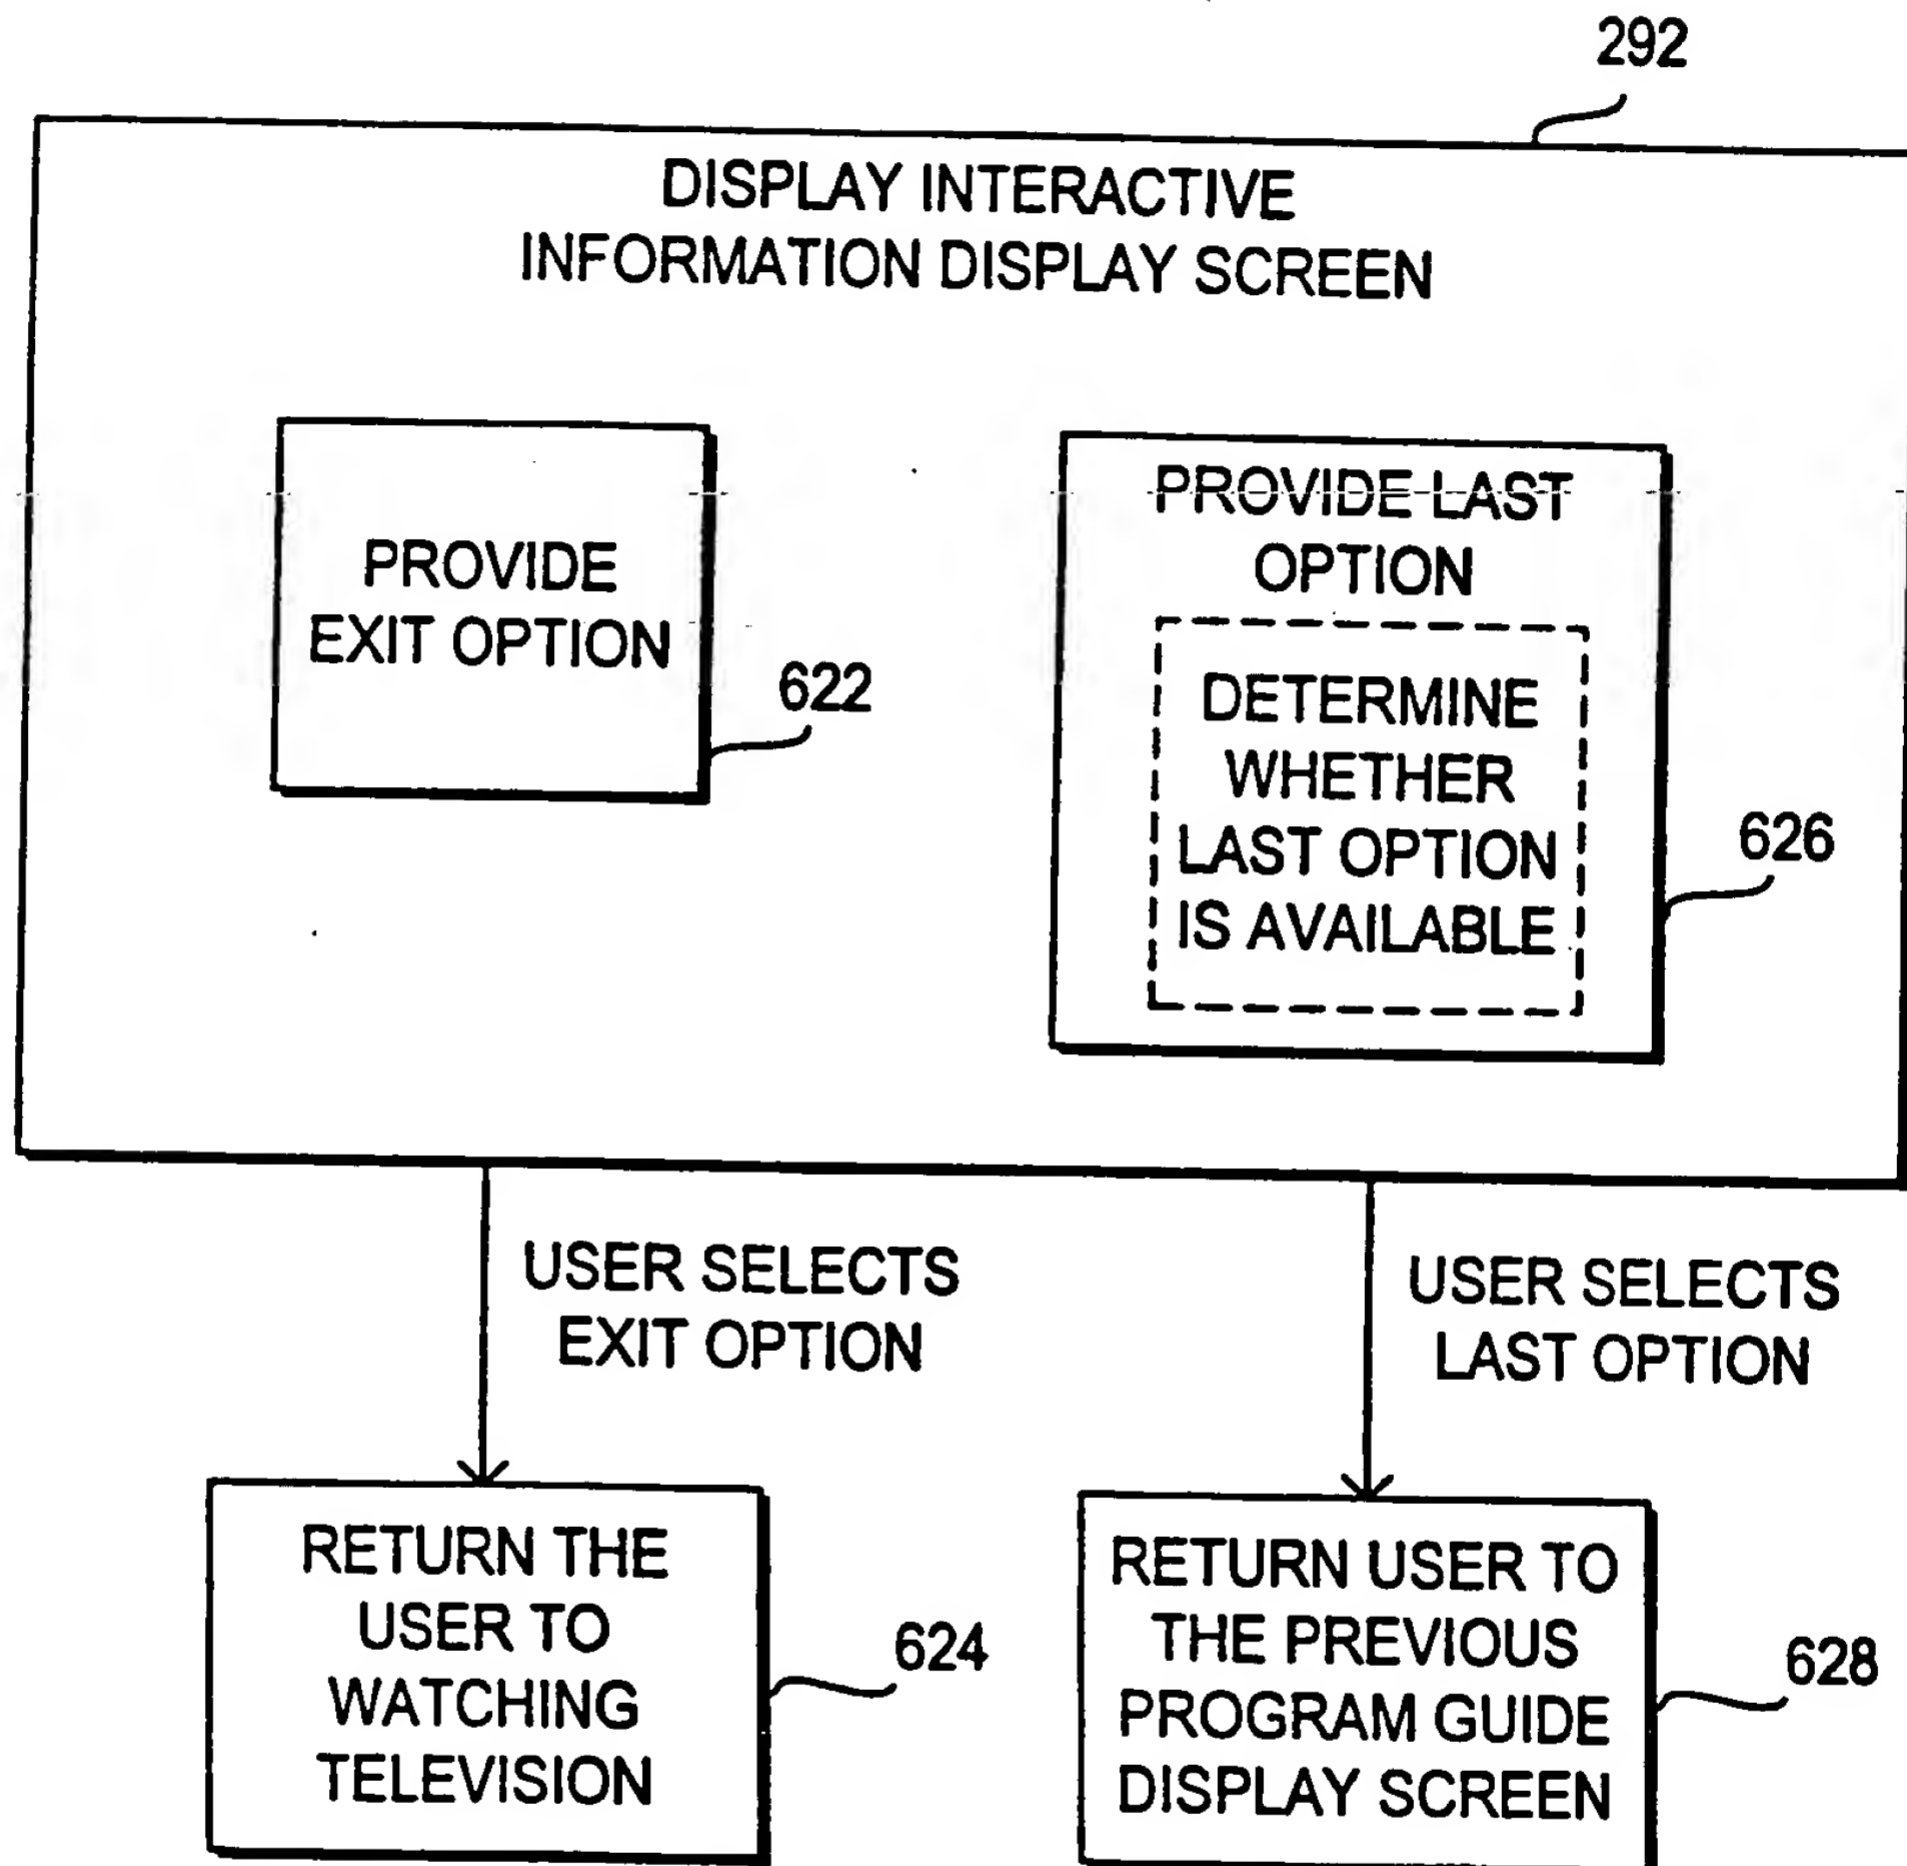 292
DISPLAY INTERACTIVE
INFORMATION DISPLAY SCREEN
PROVIDE
EXIT OPTION
622
PROVIDE LAST
OPTION
DETERMINE
WHETHER
LAST OPTION
IS AVAILABLE
626
USER SELECTS
EXIT OPTION
USER SELECTS
LAST OPTION
RETURN THE
USER TO
WATCHING
TELEVISION
624
RETURN USER TO
THE PREVIOUS
PROGRAM GUIDE
DISPLAY SCREEN
628